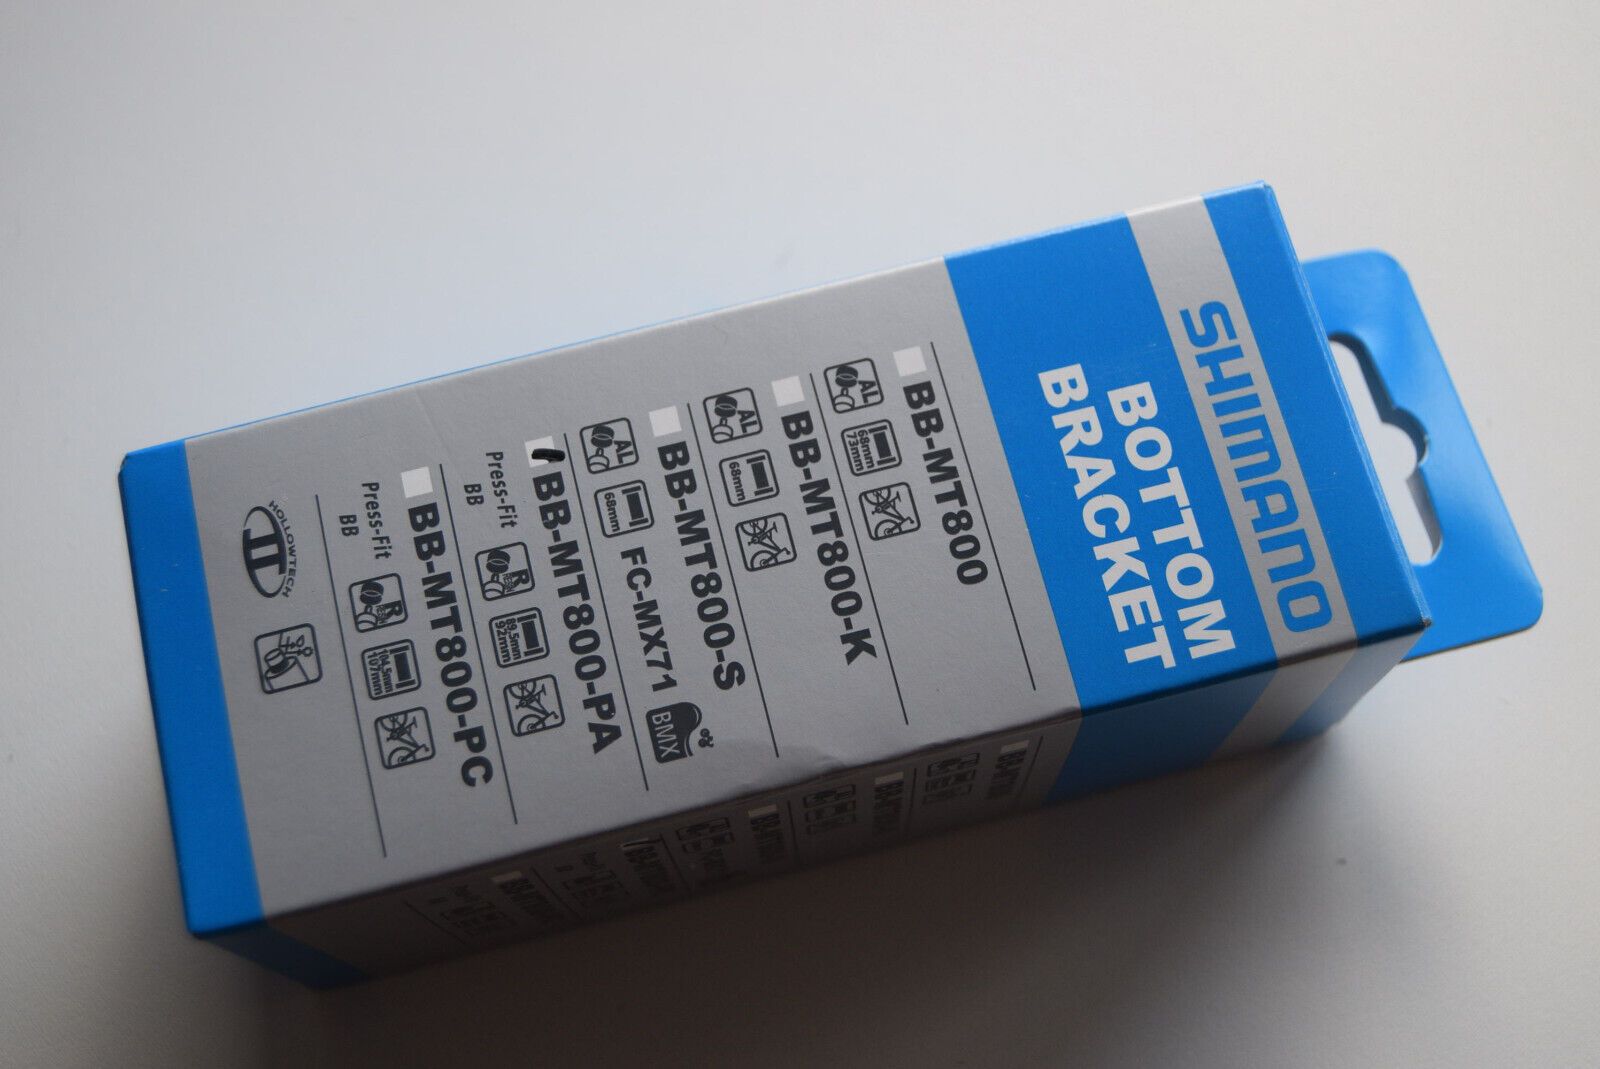 SHIMANO
BOTTOM
BRACKET
BB-MT800
AL
68mm
73mm
BB-MT800-K
AL
68mm
BB-MT800-S
AL
68mm
FC-MX71
BMX
BB-MT800-PA
Press-Fit
BB
RESIN
89.5mm
92mm
BB-MT800-PC
Press-Fit
BB
RESIN
104.5mm
107mm
HOLLOWTECH
II